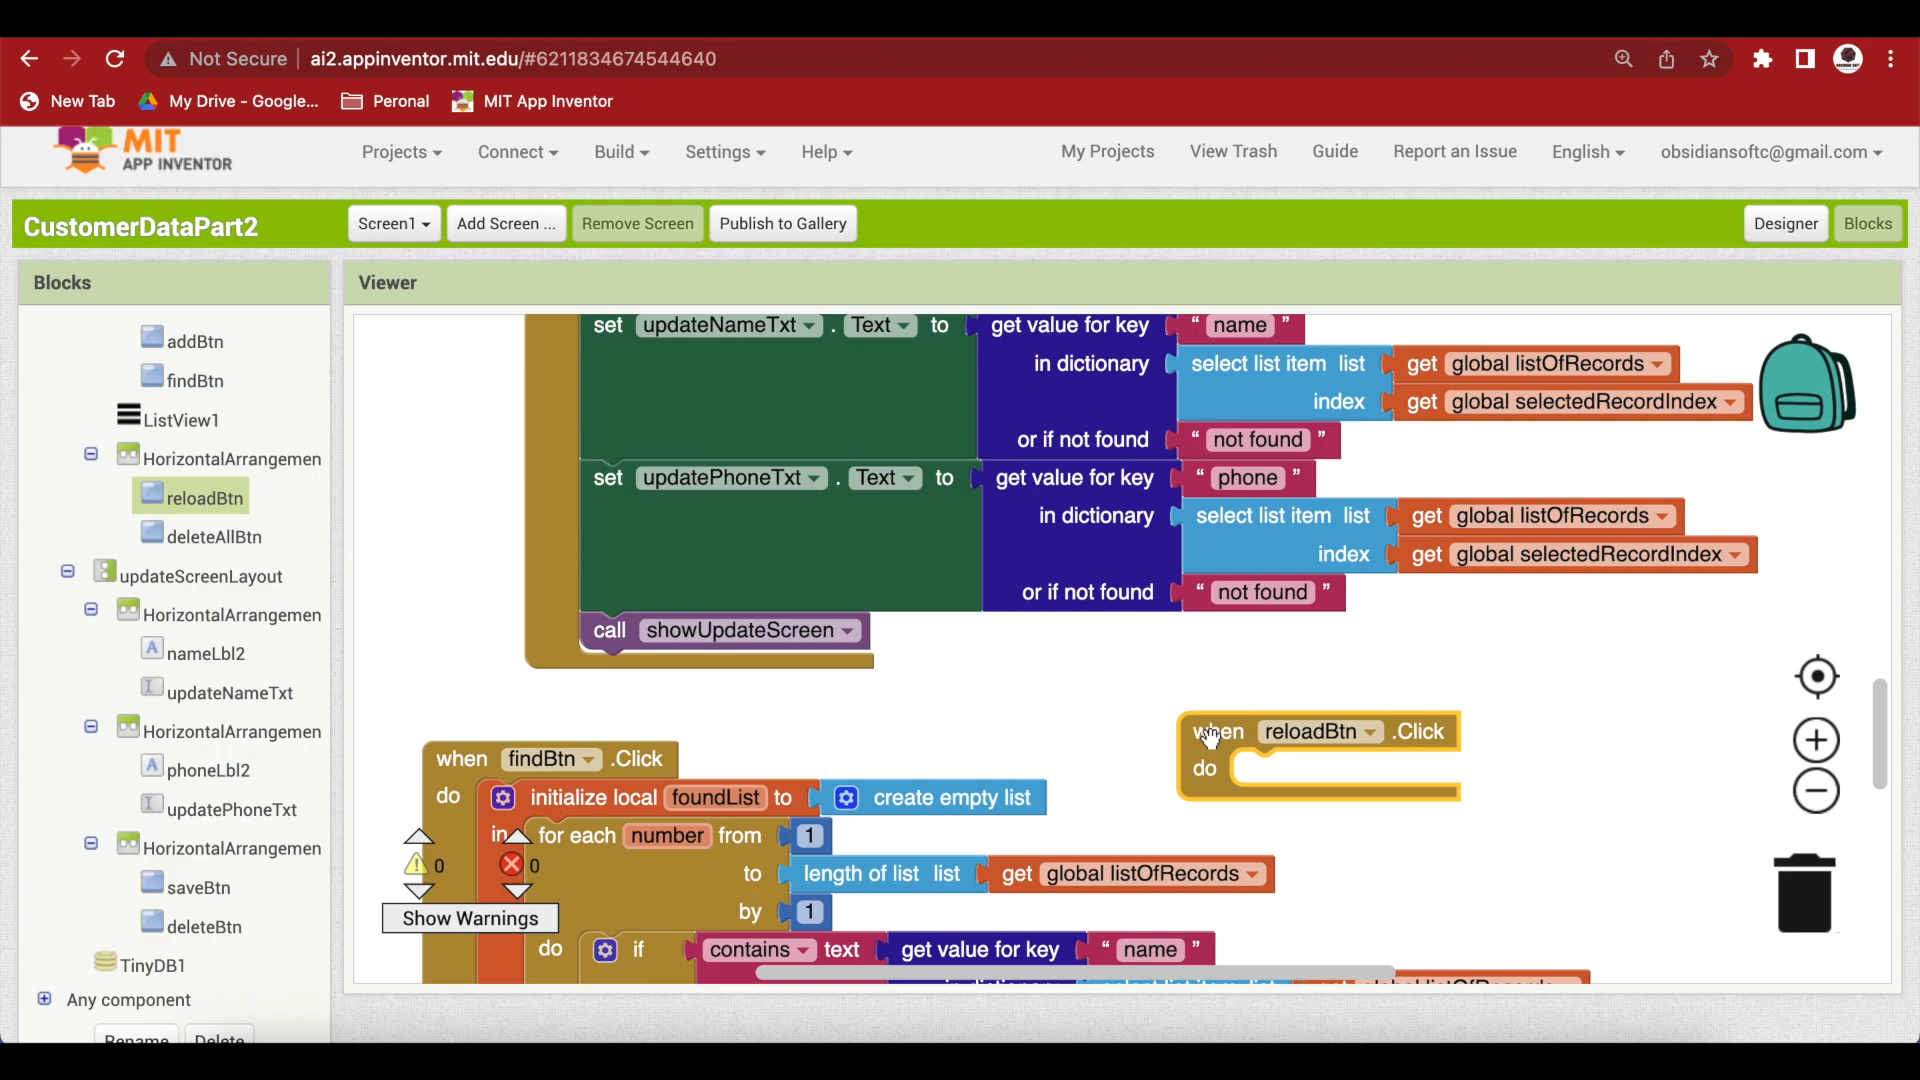 Not Secure ai2.appinventor.mit.edu/#6211834674544640
New Tab My Drive - Google... Peronal MIT App Inventor
MIT
APP INVENTOR
Projects Connect Build Settings Help My Projects View Trash Guide Report an Issue English obsidiansoftc@gmail.com
CustomerDataPart2 Screen1 Add Screen ... Remove Screen Publish to Gallery Designer Blocks
Blocks
Viewer
addBtn
findBtn
ListView1
HorizontalArrangemen
reloadBtn
deleteAllBtn
updateScreenLayout
HorizontalArrangemen
nameLbl2
updateNameTxt
HorizontalArrangemen
phoneLbl2
updatePhoneTxt
HorizontalArrangemen
saveBtn
deleteBtn
TinyDB1
Any component
Rename Delete
set updateNameTxt . Text to get value for key “ name ”
in dictionary select list item list get global listOfRecords
index get global selectedRecordIndex
or if not found “ not found ”
set updatePhoneTxt . Text to get value for key “ phone ”
in dictionary select list item list get global listOfRecords
index get global selectedRecordIndex
or if not found “ not found ”
call showUpdateScreen
when reloadBtn .Click
do
when findBtn .Click
do initialize local foundList to create empty list
in for each number from 1
to length of list list get global listOfRecords
by 1
do if contains text get value for key “ name ”
0 0
Show Warnings